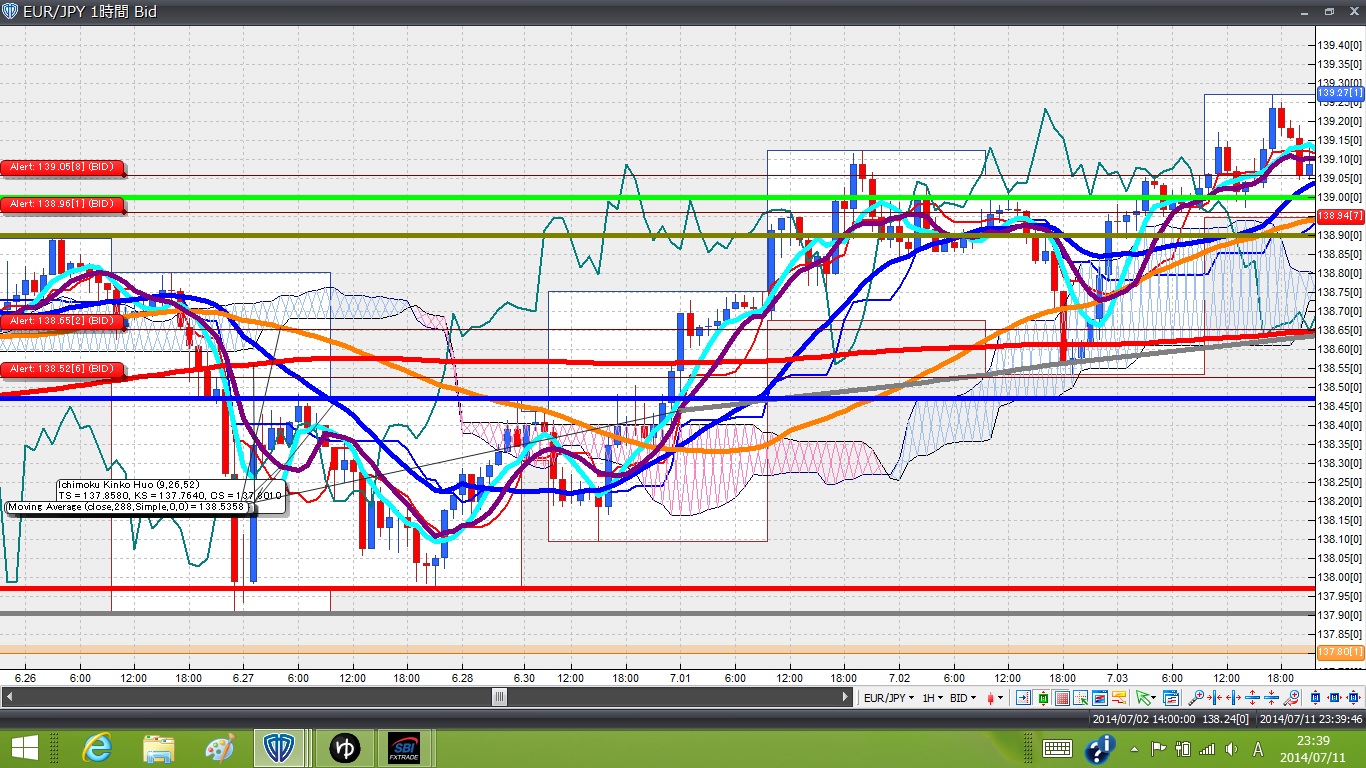 EUR/JPY 1時間 Bid
139.40[0]
139.35[0]
139.30[0]
139.27[1]
139.25[0]
139.20[0]
139.15[0]
139.10[0]
139.05[0]
139.00[0]
138.94[7]
138.90[0]
138.85[0]
138.80[0]
138.75[0]
138.70[0]
138.65[0]
138.60[0]
138.55[0]
138.50[0]
138.45[0]
138.40[0]
138.35[0]
138.30[0]
138.25[0]
138.20[0]
138.15[0]
138.10[0]
138.05[0]
138.00[0]
137.95[0]
137.90[0]
137.85[0]
137.80[1]
Alert: 139.05[8] (BID)
Alert: 138.96[1] (BID)
Alert: 138.65[2] (BID)
Alert: 138.52[6] (BID)
Ichimoku Kinko Huo (9,26,52)
TS = 137.8580, KS = 137.7640, CS = 137.8010
Moving Average (close,288,Simple,0,0) = 138.5358
6.26 6:00 12:00 18:00 6.27 6:00 12:00 18:00 6.28 6:00 6.30 12:00 18:00 7.01 6:00 12:00 18:00 7.02 6:00 12:00 18:00 7.03 6:00 12:00 18:00
EUR/JPY 1H BID
2014/07/02 14:00:00 138.24[0] 2014/07/11 23:39:46
ゆ
SBI
FXTRADE
A
23:39
2014/07/11